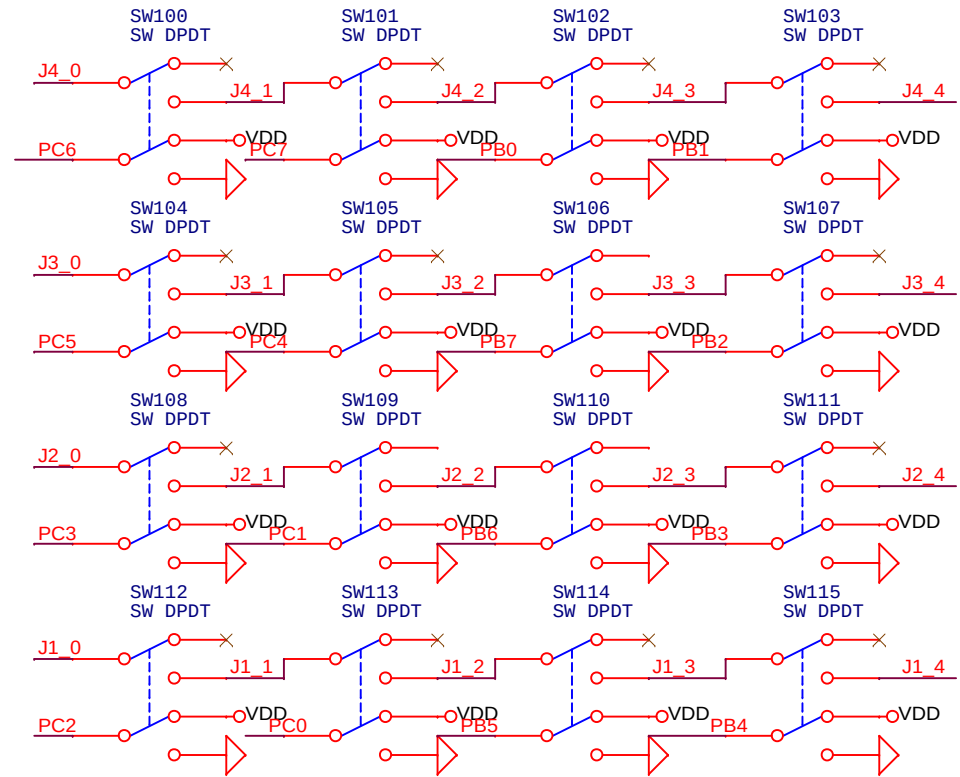 SW100 SW101 SW102 SW103
SW DPDT SW DPDT SW DPDT SW DPDT
J4_0 J4_1 J4_2 J4_3 J4_4
VDD VDD VDD VDD
PC6 PC7 PB0 PB1
SW104 SW105 SW106 SW107
SW DPDT SW DPDT SW DPDT SW DPDT
J3_0 J3_1 J3_2 J3_3 J3_4
VDD VDD VDD VDD
PC5 PC4 PB7 PB2
SW108 SW109 SW110 SW111
SW DPDT SW DPDT SW DPDT SW DPDT
J2_0 J2_1 J2_2 J2_3 J2_4
VDD VDD VDD VDD
PC3 PC1 PB6 PB3
SW112 SW113 SW114 SW115
SW DPDT SW DPDT SW DPDT SW DPDT
J1_0 J1_1 J1_2 J1_3 J1_4
VDD VDD VDD VDD
PC2 PC0 PB5 PB4